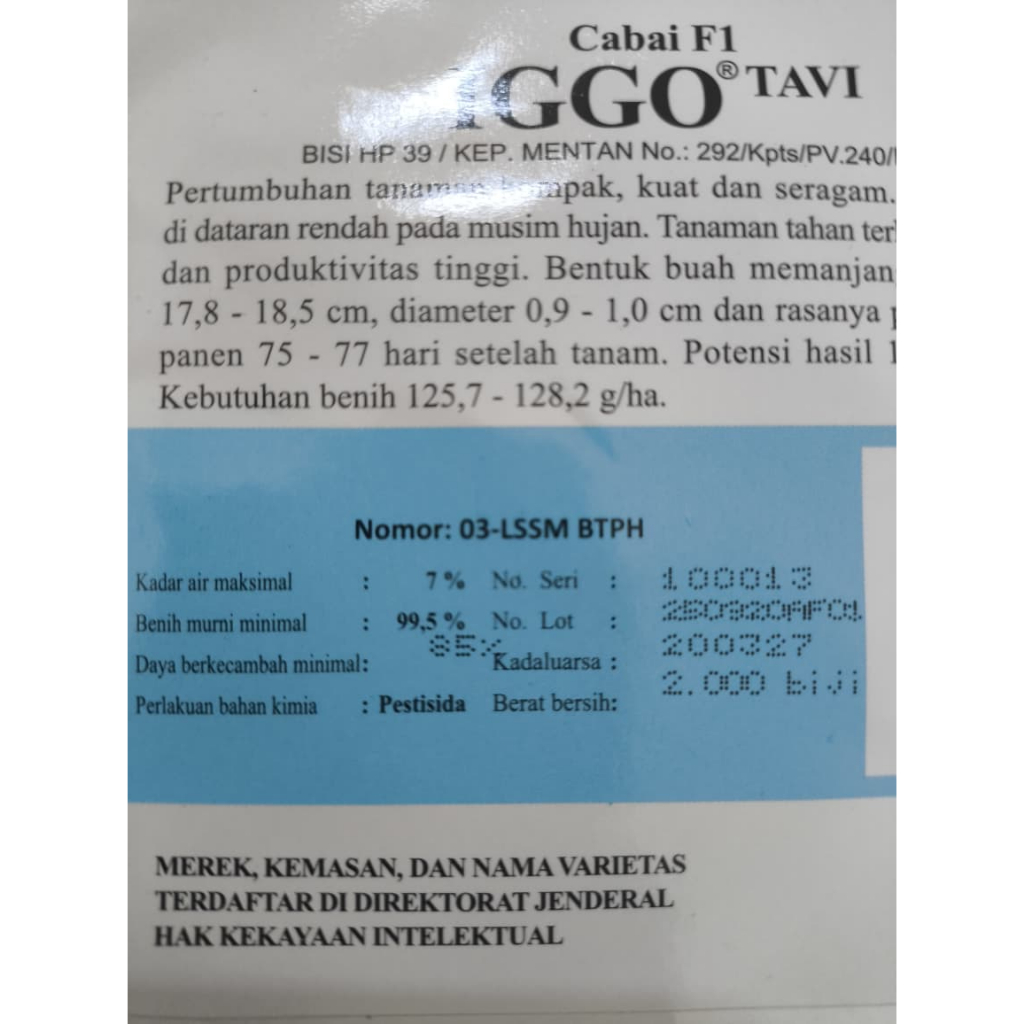 Cabai F1
IGGO® TAVI
BISI HP 39 / KEP. MENTAN No.: 292/Kpts/PV.240/
Pertumbuhan tanaman kompak, kuat dan seragam.
di dataran rendah pada musim hujan. Tanaman tahan ter
dan produktivitas tinggi. Bentuk buah memanjan
17,8 - 18,5 cm, diameter 0,9 - 1,0 cm dan rasanya
panen 75 - 77 hari setelah tanam. Potensi hasil 1
Kebutuhan benih 125,7 - 128,2 g/ha.
Nomor: 03-LSSM BTPH
Kadar air maksimal : 7 % No. Seri : 100013
Benih murni minimal : 99,5 % No. Lot : 250920AF01
Daya berkecambah minimal: 85% Kadaluarsa : 200327
Perlakuan bahan kimia : Pestisida Berat bersih: 2.000 biji
MEREK, KEMASAN, DAN NAMA VARIETAS
TERDAFTAR DI DIREKTORAT JENDERAL
HAK KEKAYAAN INTELEKTUAL